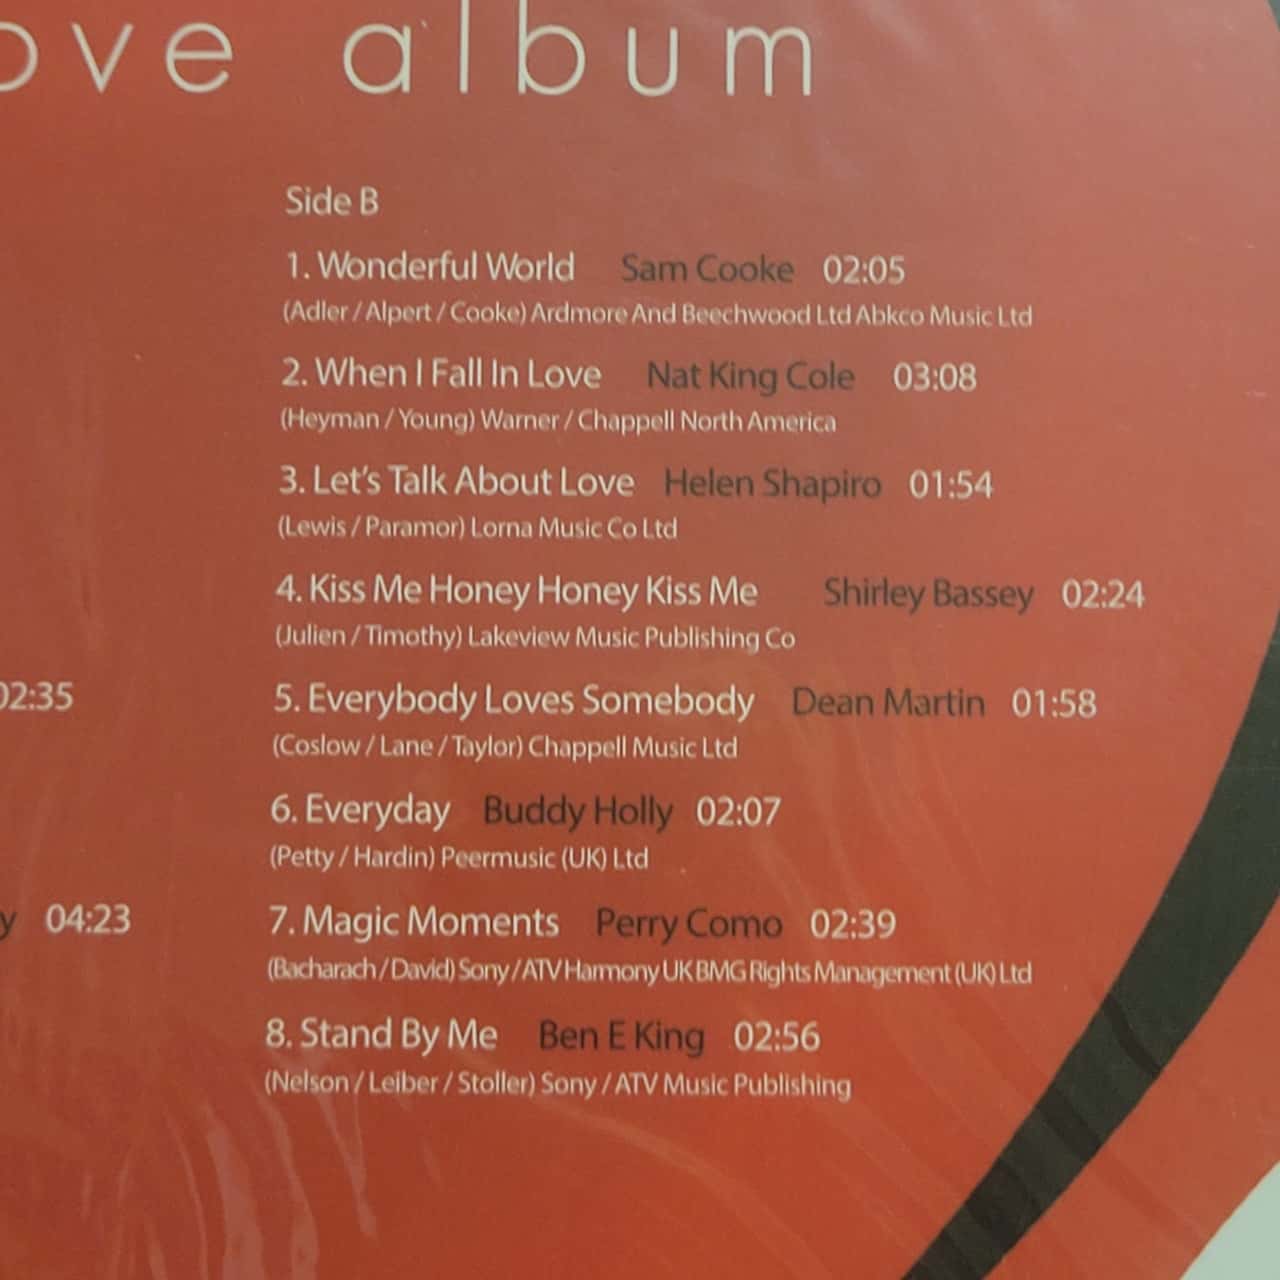 ove album
Side B
1. Wonderful World Sam Cooke 02:05
(Adler / Alpert / Cooke) Ardmore And Beechwood Ltd Abkco Music Ltd
2. When I Fall In Love Nat King Cole 03:08
(Heyman / Young) Warner / Chappell North America
3. Let's Talk About Love Helen Shapiro 01:54
(Lewis / Paramor) Lorna Music Co Ltd
4. Kiss Me Honey Honey Kiss Me Shirley Bassey 02:24
(Julien / Timothy) Lakeview Music Publishing Co
02:35
5. Everybody Loves Somebody Dean Martin 01:58
(Coslow / Lane / Taylor) Chappell Music Ltd
6. Everyday Buddy Holly 02:07
(Petty / Hardin) Peermusic (UK) Ltd
y 04:23
7. Magic Moments Perry Como 02:39
(Bacharach / David) Sony / ATV Harmony UK BMG Rights Management (UK) Ltd
8. Stand By Me Ben E King 02:56
(Nelson / Leiber / Stoller) Sony / ATV Music Publishing